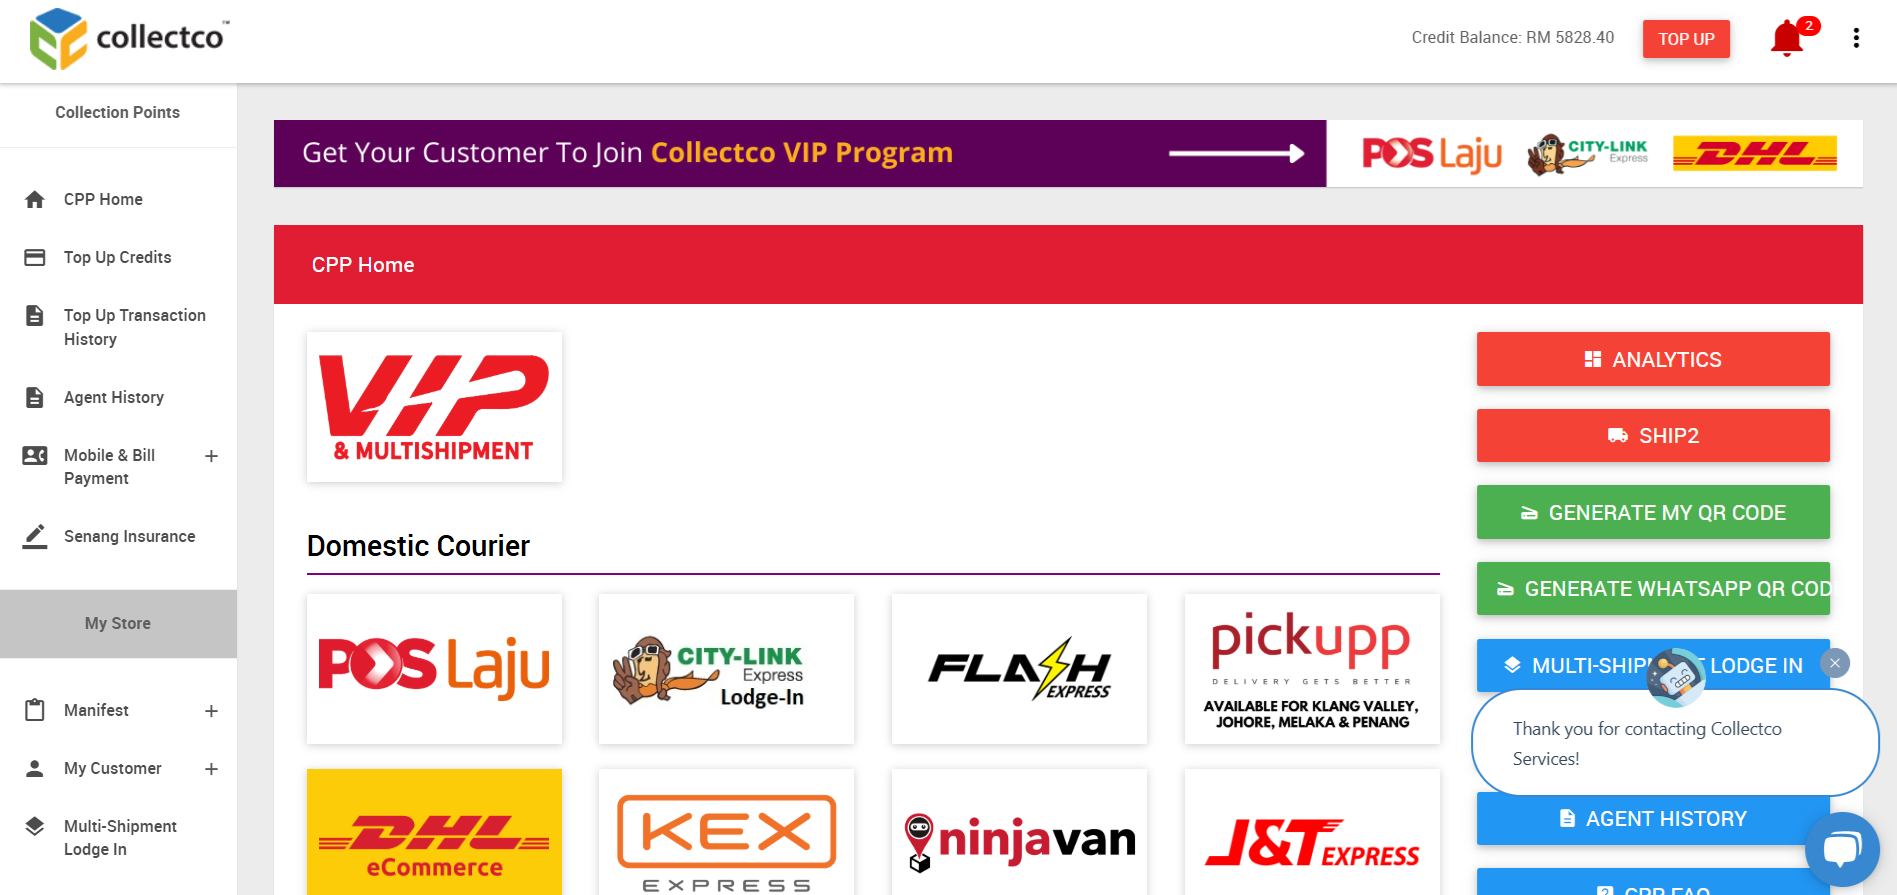 collectco™
Credit Balance: RM 5828.40
TOP UP
2
Collection Points
CPP Home
Top Up Credits
Top Up Transaction
History
Agent History
Mobile & Bill
Payment
Senang Insurance
My Store
Manifest
My Customer
Multi-Shipment
Lodge In
Get Your Customer To Join Collectco VIP Program
POS Laju
CITY-LINK
Express
DHL
CPP Home
VIP
& MULTISHIPMENT
Domestic Courier
POS Laju
CITY-LINK
Express
Lodge-In
FLASH
EXPRESS
pickupp
DELIVERY GETS BETTER
AVAILABLE FOR KLANG VALLEY,
JOHORE, MELAKA & PENANG
DHL
eCommerce
KEX
EXPRESS
ninjavan
J&T EXPRESS
ANALYTICS
SHIP2
GENERATE MY QR CODE
GENERATE WHATSAPP QR COD
MULTI-SHIP T LODGE IN
Thank you for contacting Collectco
Services!
AGENT HISTORY
CPP FAQ